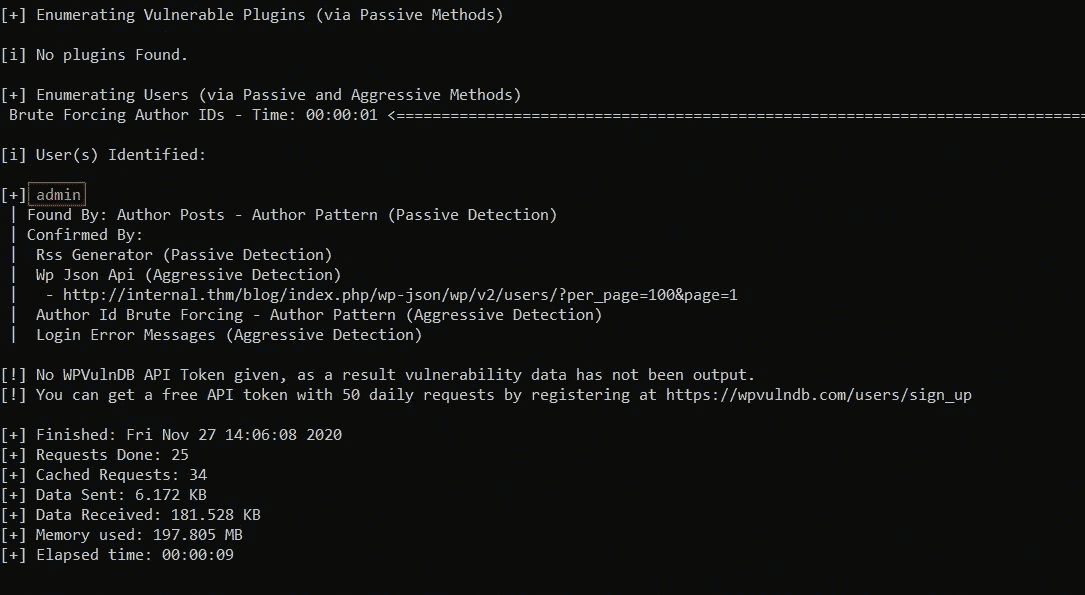 [+] Enumerating Vulnerable Plugins (via Passive Methods)
[i] No plugins Found.
[+] Enumerating Users (via Passive and Aggressive Methods)
Brute Forcing Author IDs - Time: 00:00:01 <=============================================================================
[i] User(s) Identified:
[+] admin
| Found By: Author Posts - Author Pattern (Passive Detection)
| Confirmed By:
|  Rss Generator (Passive Detection)
|  Wp Json Api (Aggressive Detection)
|   - http://internal.thm/blog/index.php/wp-json/wp/v2/users/?per_page=100&page=1
|  Author Id Brute Forcing - Author Pattern (Aggressive Detection)
|  Login Error Messages (Aggressive Detection)
[!] No WPVulnDB API Token given, as a result vulnerability data has not been output.
[!] You can get a free API token with 50 daily requests by registering at https://wpvulndb.com/users/sign_up
[+] Finished: Fri Nov 27 14:06:08 2020
[+] Requests Done: 25
[+] Cached Requests: 34
[+] Data Sent: 6.172 KB
[+] Data Received: 181.528 KB
[+] Memory used: 197.805 MB
[+] Elapsed time: 00:00:09